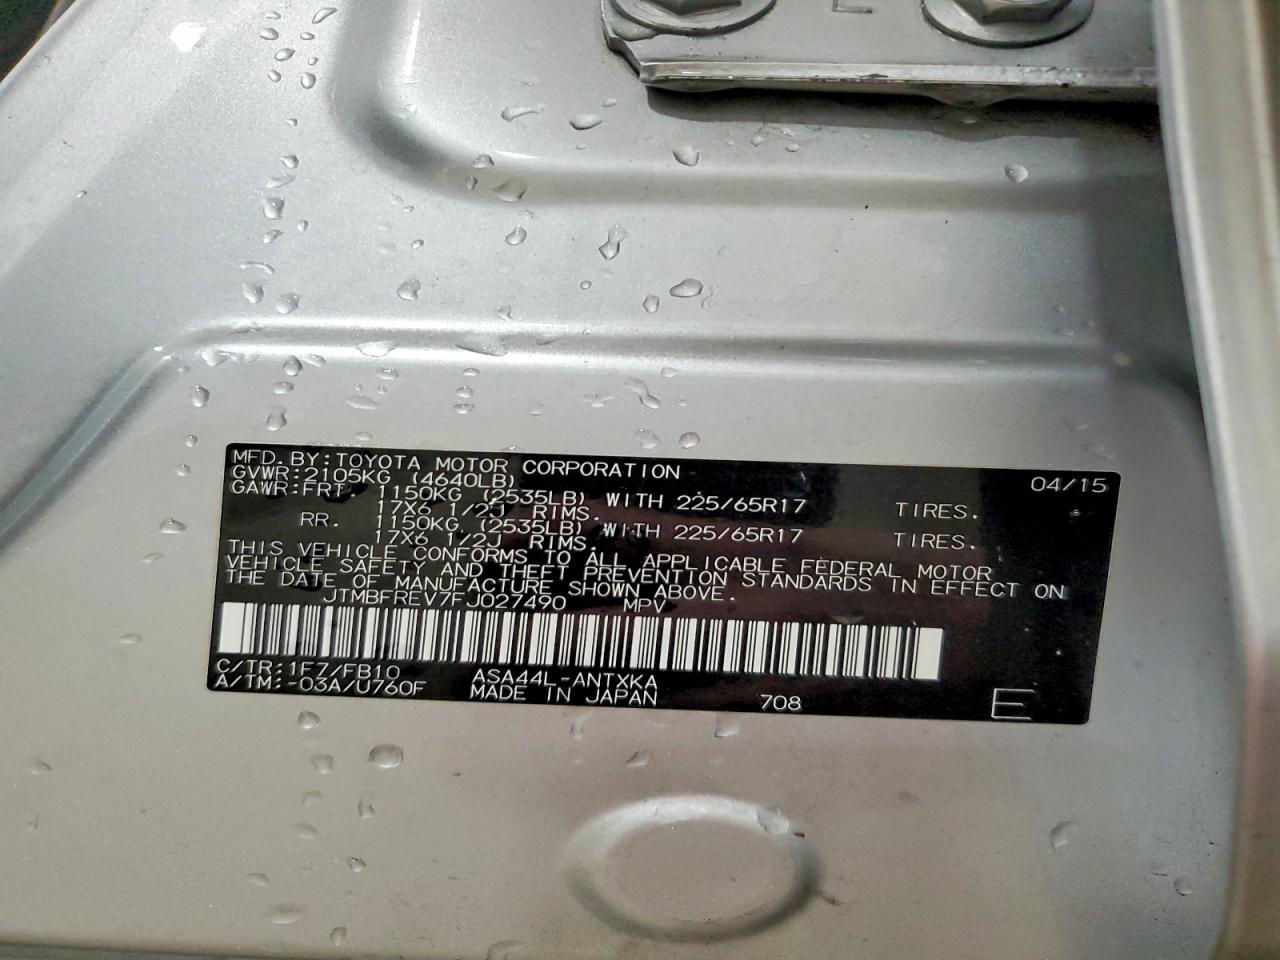 MFD. BY: TOYOTA MOTOR CORPORATION 04/15
GVWR: 2105KG (4640LB)
GAWR: FRT. 1150KG (2535LB) WITH 225/65R17 TIRES.
17X6 1/2J RIMS.
RR. 1150KG (2535LB) WITH 225/65R17 TIRES.
17X6 1/2J RIMS.
THIS VEHICLE CONFORMS TO ALL APPLICABLE FEDERAL MOTOR
VEHICLE SAFETY AND THEFT PREVENTION STANDARDS IN EFFECT ON
THE DATE OF MANUFACTURE SHOWN ABOVE.
JTMBFREV7FJ027490 MPV
C/TR: 1F7/FB10 ASA44L-ANTXKA
A/TM: -03A/U760F MADE IN JAPAN 708 E